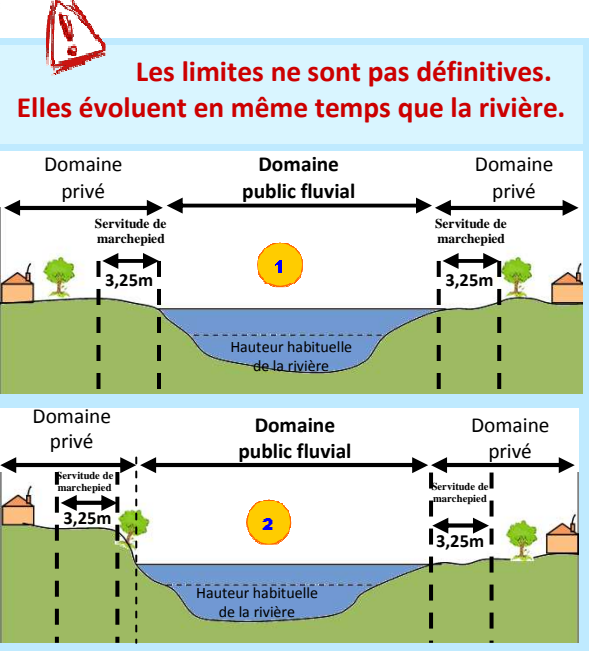 Les limites ne sont pas définitives.
Elles évoluent en même temps que la rivière.
Domaine
privé
Domaine
public fluvial
Domaine
privé
Servitude de
marchepied
3,25m
Servitude de
marchepied
3,25m
1
Hauteur habituelle
de la rivière
Domaine
privé
Domaine
public fluvial
Domaine
privé
Servitude de
marchepied
3,25m
Servitude de
marchepied
3,25m
2
Hauteur habituelle
de la rivière